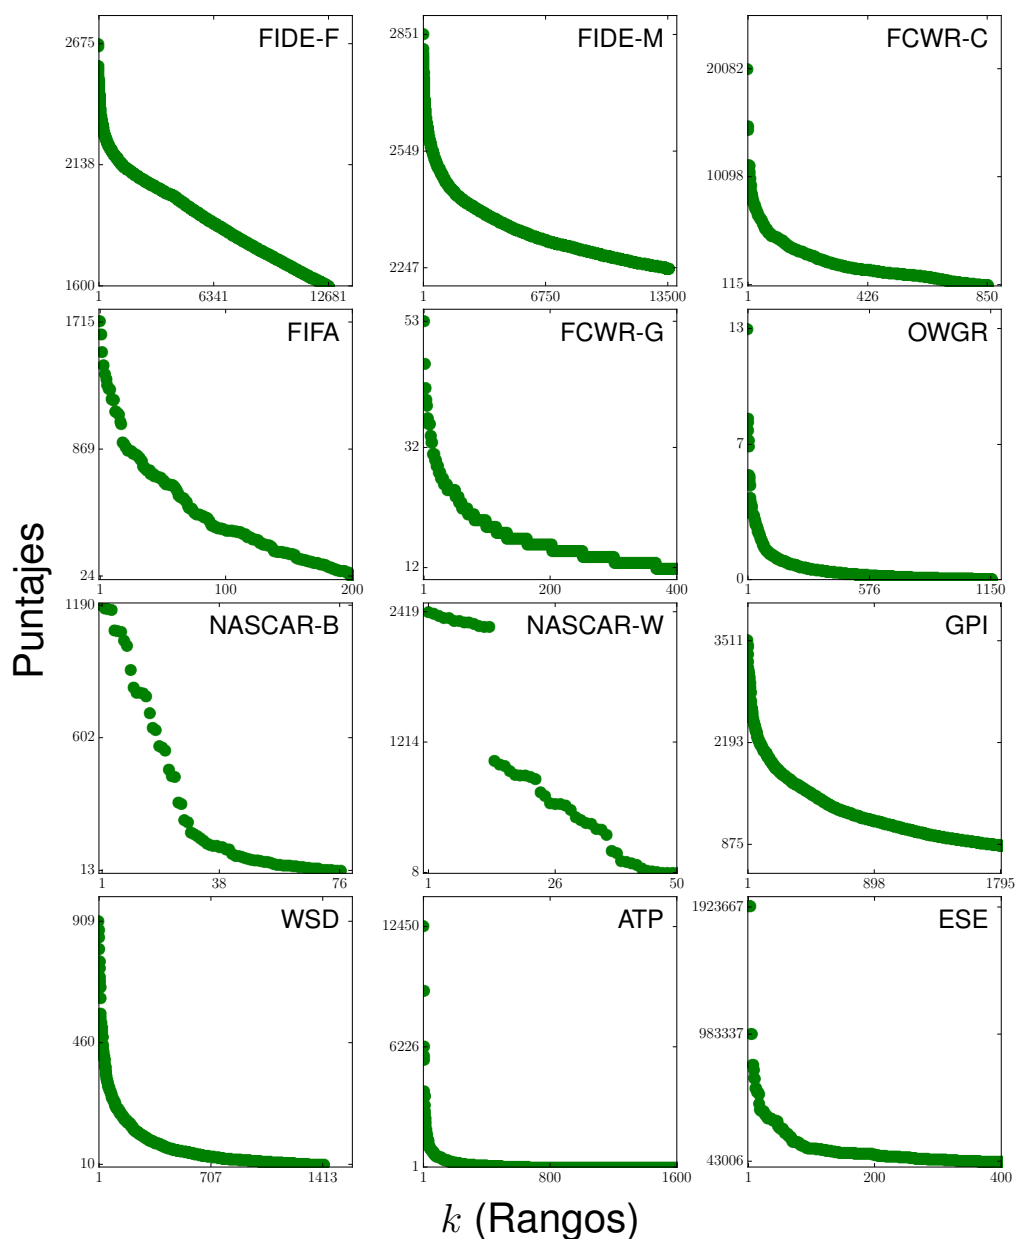 FIDE-F
2675
2138
1600
1 6341 12681
FIDE-M
2851
2549
2247
1 6750 13500
FCWR-C
20082
10098
115
1 426 850
FIFA
1715
869
24
1 100 200
FCWR-G
53
32
12
1 200 400
OWGR
13
7
0
1 576 1150
NASCAR-B
1190
602
13
1 38 76
NASCAR-W
2419
1214
8
1 26 50
GPI
3511
2193
875
1 898 1795
WSD
909
460
10
1 707 1413
ATP
12450
6226
1
1 800 1600
ESE
1923667
983337
43006
1 200 400
Puntajes
k (Rangos)